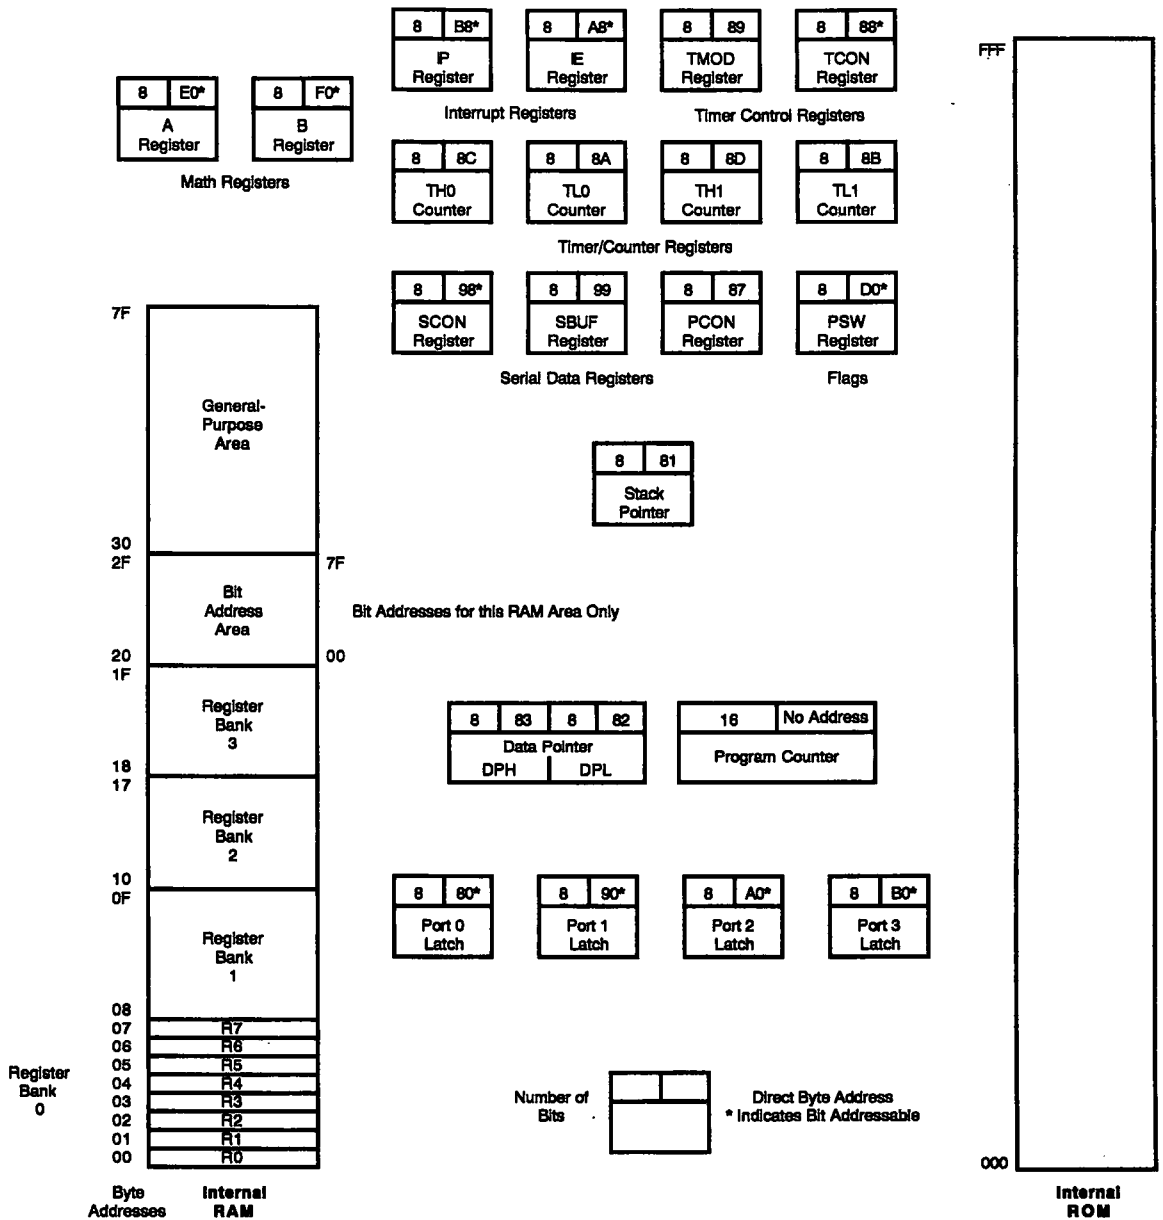 8 B8*
IP
Register
8 A8*
IE
Register
Interrupt Registers
8 89
TMOD
Register
8 88*
TCON
Register
Timer Control Registers
8 E0*
A
Register
8 F0*
B
Register
Math Registers
8 8C
TH0
Counter
8 8A
TL0
Counter
8 8D
TH1
Counter
8 8B
TL1
Counter
Timer/Counter Registers
8 98*
SCON
Register
8 99
SBUF
Register
8 87
PCON
Register
Serial Data Registers
8 D0*
PSW
Register
Flags
8 81
Stack
Pointer
7F
General-
Purpose
Area
30
2F
7F
Bit
Address
Area
Bit Addresses for this RAM Area Only
20
00
1F
Register
Bank
3
18
17
Register
Bank
2
10
0F
Register
Bank
1
08
07 R7
06 R6
05 R5
04 R4
03 R3
02 R2
01 R1
00 R0
Register
Bank
0
Byte
Addresses
Internal
RAM
8 83 8 82
Data Pointer
DPH DPL
16 No Address
Program Counter
8 80*
Port 0
Latch
8 90*
Port 1
Latch
8 A0*
Port 2
Latch
8 B0*
Port 3
Latch
Number of
Bits
Direct Byte Address
* Indicates Bit Addressable
FFF
000
Internal
ROM